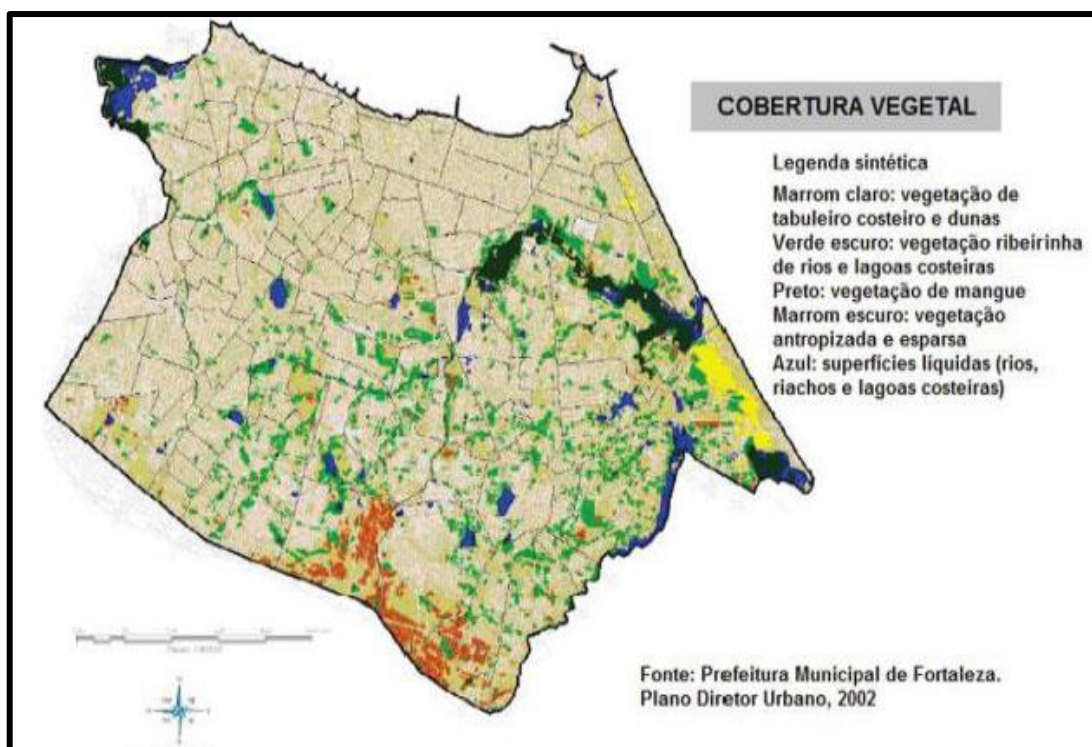 COBERTURA VEGETAL
Legenda sintética
Marrom claro: vegetação de
tabuleiro costeiro e dunas
Verde escuro: vegetação ribeirinha
de rios e lagoas costeiras
Preto: vegetação de mangue
Marrom escuro: vegetação
antropizada e esparsa
Azul: superfícies líquidas (rios,
riachos e lagoas costeiras)
Fonte: Prefeitura Municipal de Fortaleza.
Plano Diretor Urbano, 2002